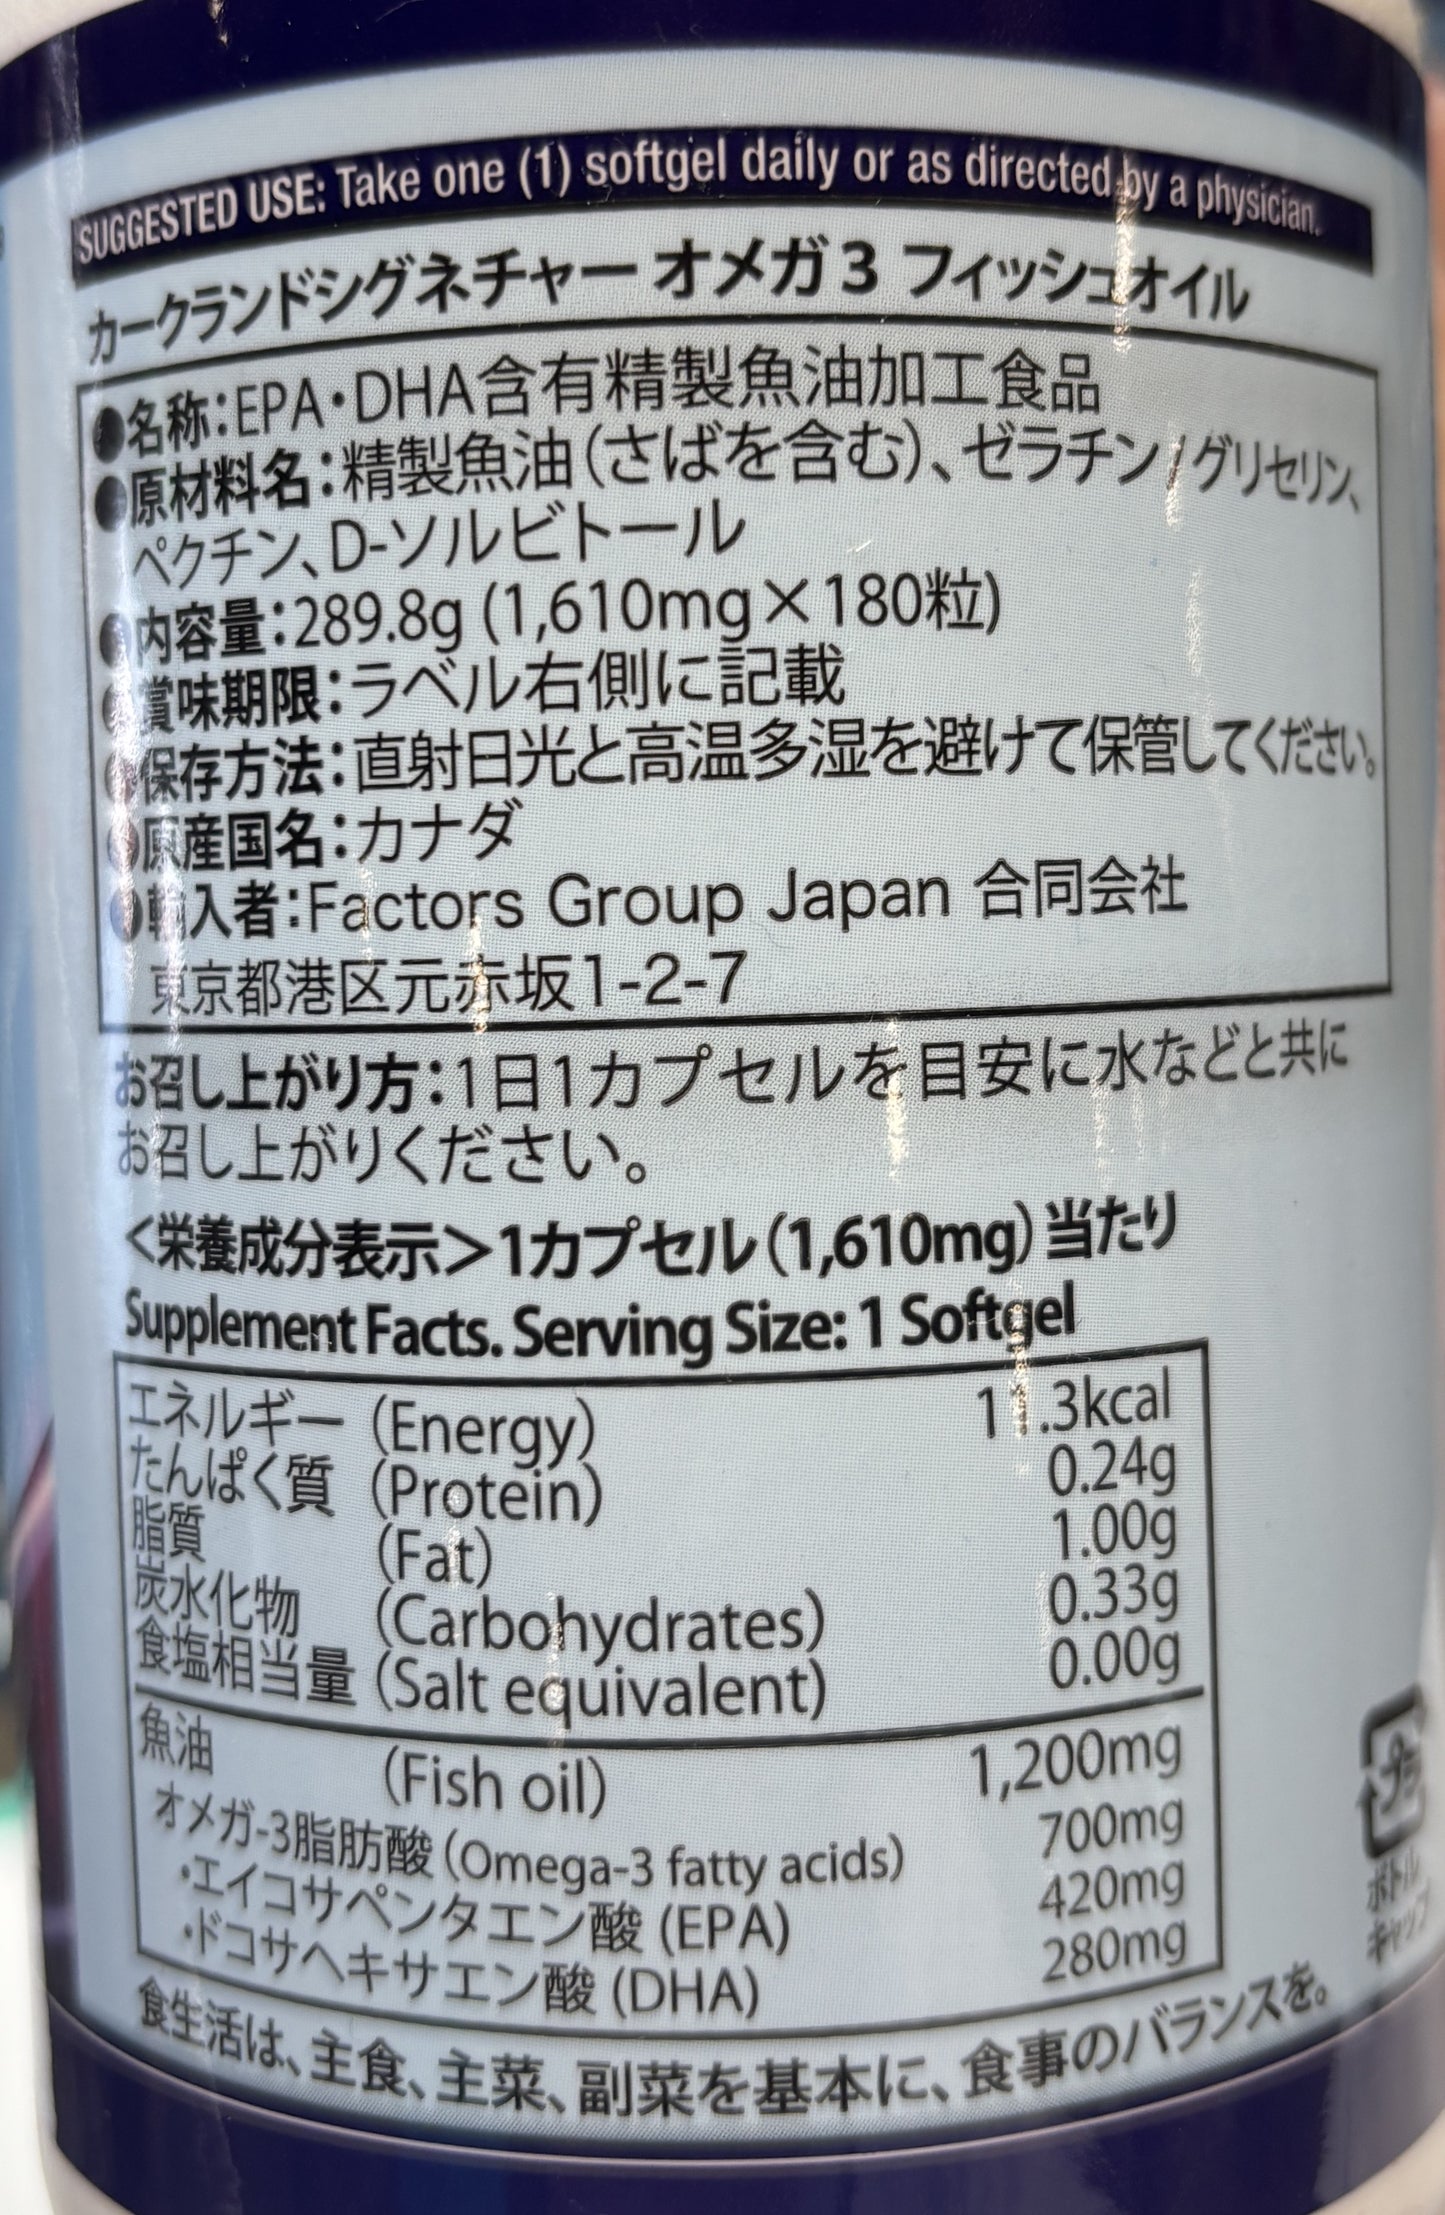 SUGGESTED USE: Take one (1) softgel daily or as directed by a physician.
カークランドシグネチャー オメガ3 フィッシュオイル
●名称：EPA・DHA含有精製魚油加工食品
●原材料名：精製魚油（さばを含む）、ゼラチン / グリセリン、
ペクチン、D-ソルビトール
●内容量：289.8g (1,610mg×180粒)
●賞味期限：ラベル右側に記載
●保存方法：直射日光と高温多湿を避けて保管してください。
●原産国名：カナダ
●輸入者：Factors Group Japan 合同会社
東京都港区元赤坂1-2-7
お召し上がり方：1日1カプセルを目安に水などと共に
お召し上がりください。
＜栄養成分表示＞1カプセル（1,610mg）当たり
Supplement Facts. Serving Size: 1 Softgel
エネルギー (Energy) 11.3kcal
たんぱく質 (Protein) 0.24g
脂質 (Fat) 1.00g
炭水化物 (Carbohydrates) 0.33g
食塩相当量 (Salt equivalent) 0.00g
魚油 (Fish oil) 1,200mg
オメガ-3脂肪酸 (Omega-3 fatty acids) 700mg
・エイコサペンタエン酸 (EPA) 420mg
・ドコサヘキサエン酸 (DHA) 280mg
プラ
ボトル
キャップ
食生活は、主食、主菜、副菜を基本に、食事のバランスを。